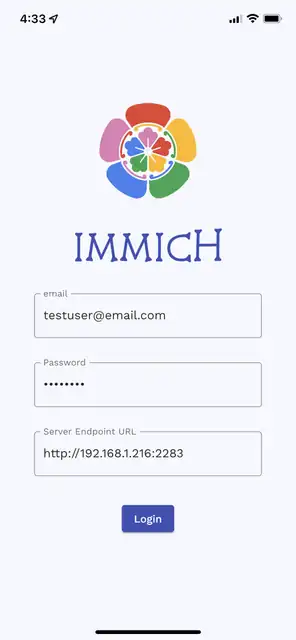 4:33
IMMICH
email
testuser@email.com
Password
••••••••
Server Endpoint URL
http://192.168.1.216:2283
Login